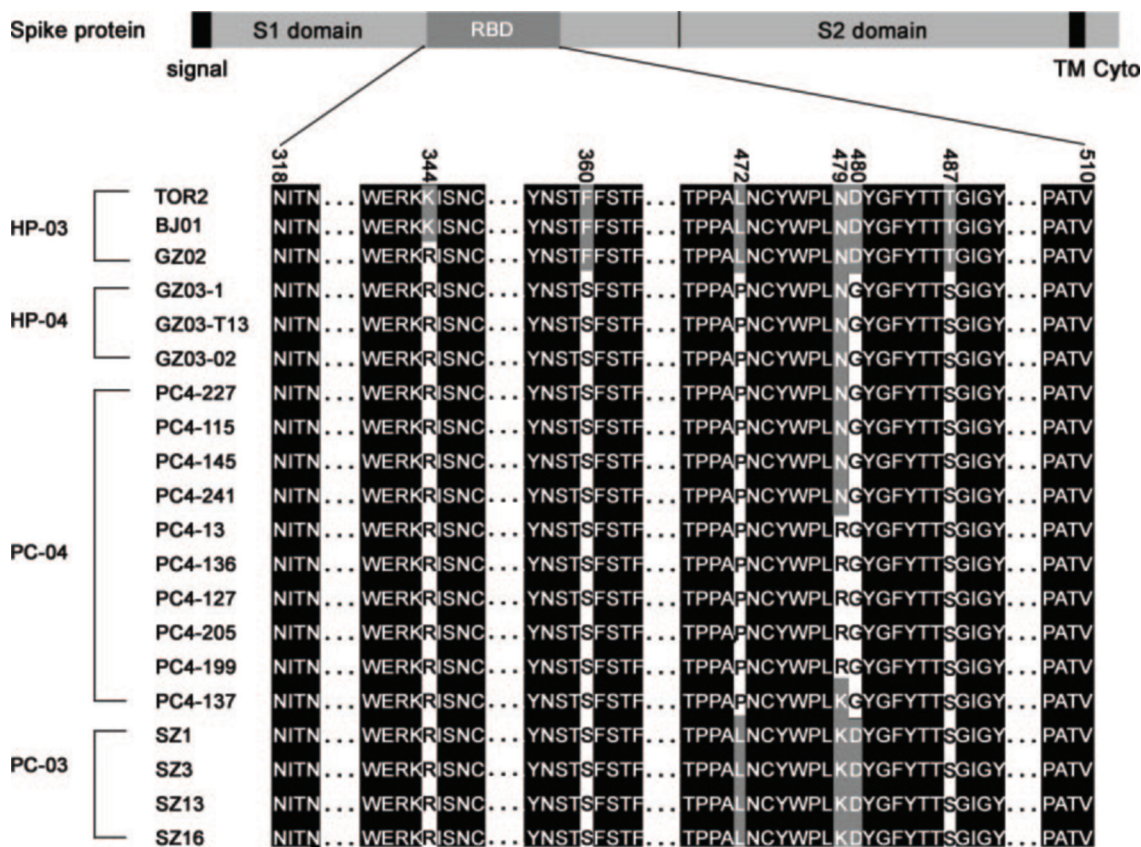 Spike protein S1 domain RBD S2 domain
signal TM Cyto
318 344 360 472 479 480 487 510
TOR2 NITN...WERKKISNC...YNSTFFSTF...TPPALNCYWPLNDYGFYTTTGIGY...PATV
HP-03 BJ01 NITN...WERKKISNC...YNSTFFSTF...TPPALNCYWPLNDYGFYTTTGIGY...PATV
GZ02 NITN...WERKRISNC...YNSTFFSTF...TPPALNCYWPLNDYGFYTTTGIGY...PATV
GZ03-1 NITN...WERKRISNC...YNSTSFSTF...TPPAPNCYWPLNGYGFYTTSGIGY...PATV
HP-04 GZ03-T13 NITN...WERKRISNC...YNSTSFSTF...TPPAPNCYWPLNGYGFYTTSGIGY...PATV
GZ03-02 NITN...WERKRISNC...YNSTSFSTF...TPPAPNCYWPLNGYGFYTTSGIGY...PATV
PC4-227 NITN...WERKRISNC...YNSTSFSTF...TPPAPNCYWPLNGYGFYTTSGIGY...PATV
PC4-115 NITN...WERKRISNC...YNSTSFSTF...TPPAPNCYWPLNGYGFYTTSGIGY...PATV
PC4-145 NITN...WERKRISNC...YNSTSFSTF...TPPAPNCYWPLNGYGFYTTSGIGY...PATV
PC4-241 NITN...WERKRISNC...YNSTSFSTF...TPPAPNCYWPLNGYGFYTTSGIGY...PATV
PC4-13 NITN...WERKRISNC...YNSTSFSTF...TPPAPNCYWPLRGYGFYTTSGIGY...PATV
PC-04 PC4-136 NITN...WERKRISNC...YNSTSFSTF...TPPAPNCYWPLRGYGFYTTSGIGY...PATV
PC4-127 NITN...WERKRISNC...YNSTSFSTF...TPPAPNCYWPLRGYGFYTTSGIGY...PATV
PC4-205 NITN...WERKRISNC...YNSTSFSTF...TPPAPNCYWPLRGYGFYTTSGIGY...PATV
PC4-199 NITN...WERKRISNC...YNSTSFSTF...TPPAPNCYWPLRGYGFYTTSGIGY...PATV
PC4-137 NITN...WERKRISNC...YNSTSFSTF...TPPAPNCYWPLKGYGFYTTSGIGY...PATV
SZ1 NITN...WERKRISNC...YNSTSFSTF...TPPALNCYWPLKDYGFYTTSGIGY...PATV
PC-03 SZ3 NITN...WERKRISNC...YNSTSFSTF...TPPALNCYWPLKDYGFYTTSGIGY...PATV
SZ13 NITN...WERKRISNC...YNSTSFSTF...TPPALNCYWPLKDYGFYTTSGIGY...PATV
SZ16 NITN...WERKRISNC...YNSTSFSTF...TPPALNCYWPLKDYGFYTTSGIGY...PATV